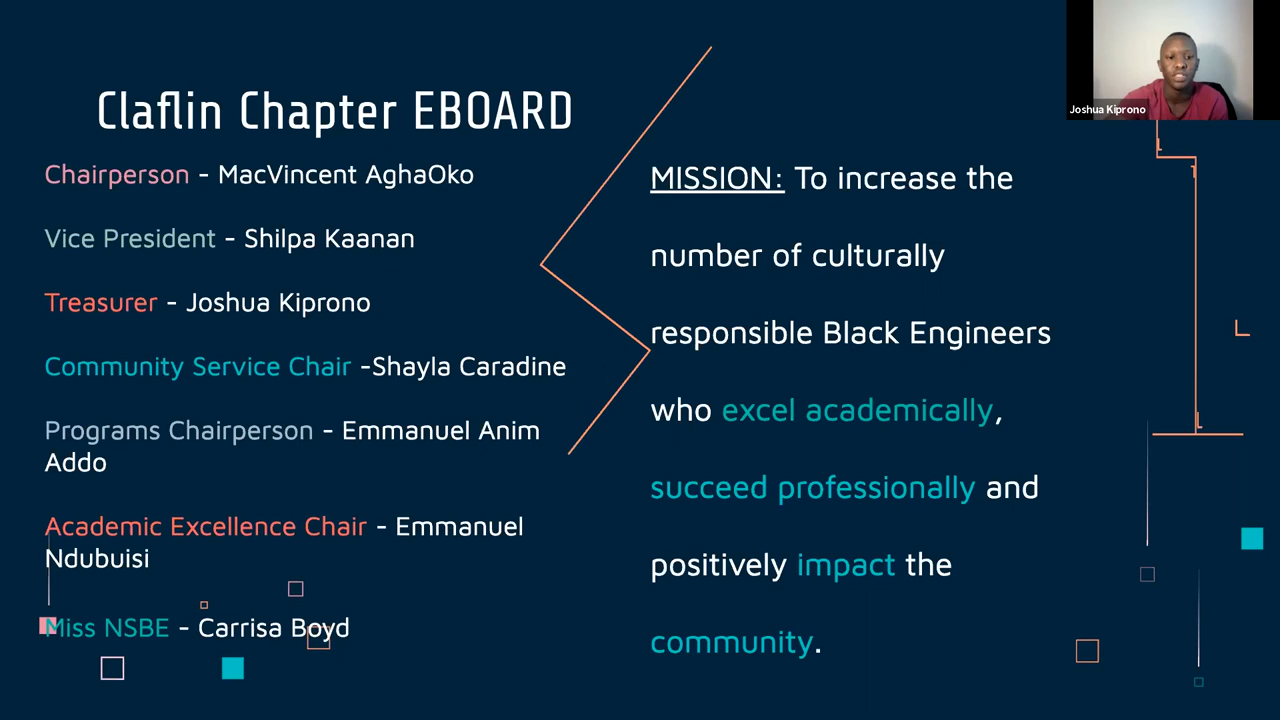 Claflin Chapter EBOARD
Chairperson - MacVincent AghaOko
Vice President - Shilpa Kaanan
Treasurer - Joshua Kiprono
Community Service Chair -Shayla Caradine
Programs Chairperson - Emmanuel Anim
Addo
Academic Excellence Chair - Emmanuel
Ndubuisi
Miss NSBE - Carrisa Boyd
MISSION: To increase the
number of culturally
responsible Black Engineers
who excel academically,
succeed professionally and
positively impact the
community.
Joshua Kiprono